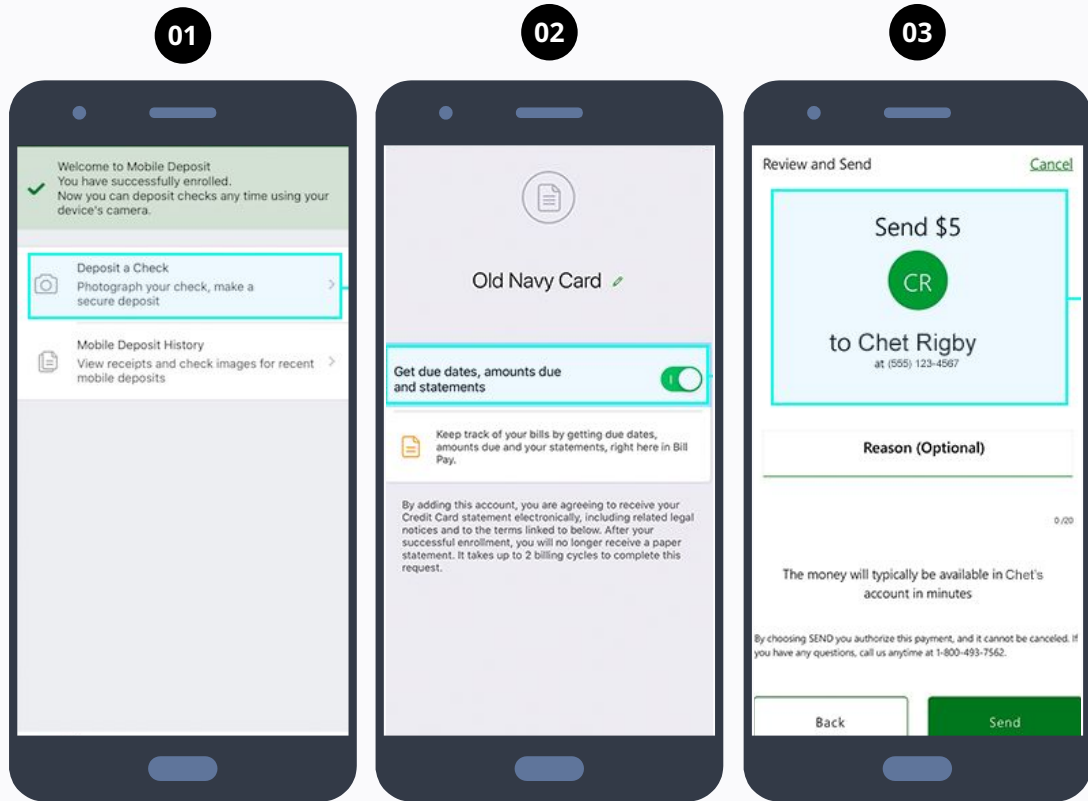 01
Welcome to Mobile Deposit
You have successfully enrolled.
Now you can deposit checks any time using your
device's camera.
Deposit a Check
Photograph your check, make a
secure deposit
Mobile Deposit History
View receipts and check images for recent
mobile deposits
02
Old Navy Card
Get due dates, amounts due
and statements
Keep track of your bills by getting due dates,
amounts due and your statements, right here in Bill
Pay.
By adding this account, you are agreeing to receive your
Credit Card statement electronically, including related legal
notices and to the terms linked to below. After your
successful enrollment, you will no longer receive a paper
statement. It takes up to 2 billing cycles to complete this
request.
03
Review and Send
Cancel
Send $5
CR
to Chet Rigby
at (555) 123-4567
Reason (Optional)
0 /20
The money will typically be available in Chet's
account in minutes
By choosing SEND you authorize this payment, and it cannot be canceled. If
you have any questions, call us anytime at 1-800-493-7562.
Back
Send